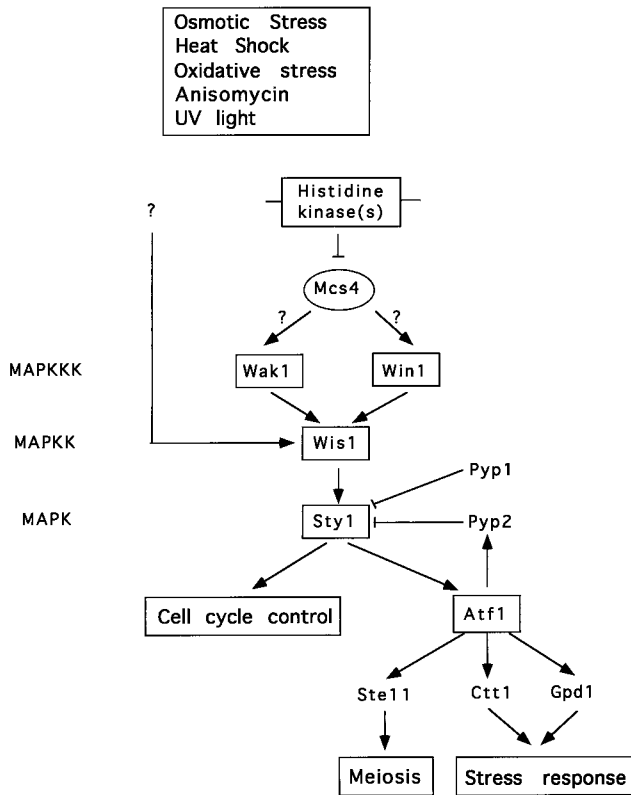 Osmotic Stress
Heat Shock
Oxidative stress
Anisomycin
UV light
Histidine
kinase(s)
?
Mcs4
? ?
MAPKKK Wak1 Win1
MAPKK Wis1
Pyp1
MAPK Sty1 Pyp2
Cell cycle control Atf1
Ste11 Ctt1 Gpd1
Meiosis Stress response